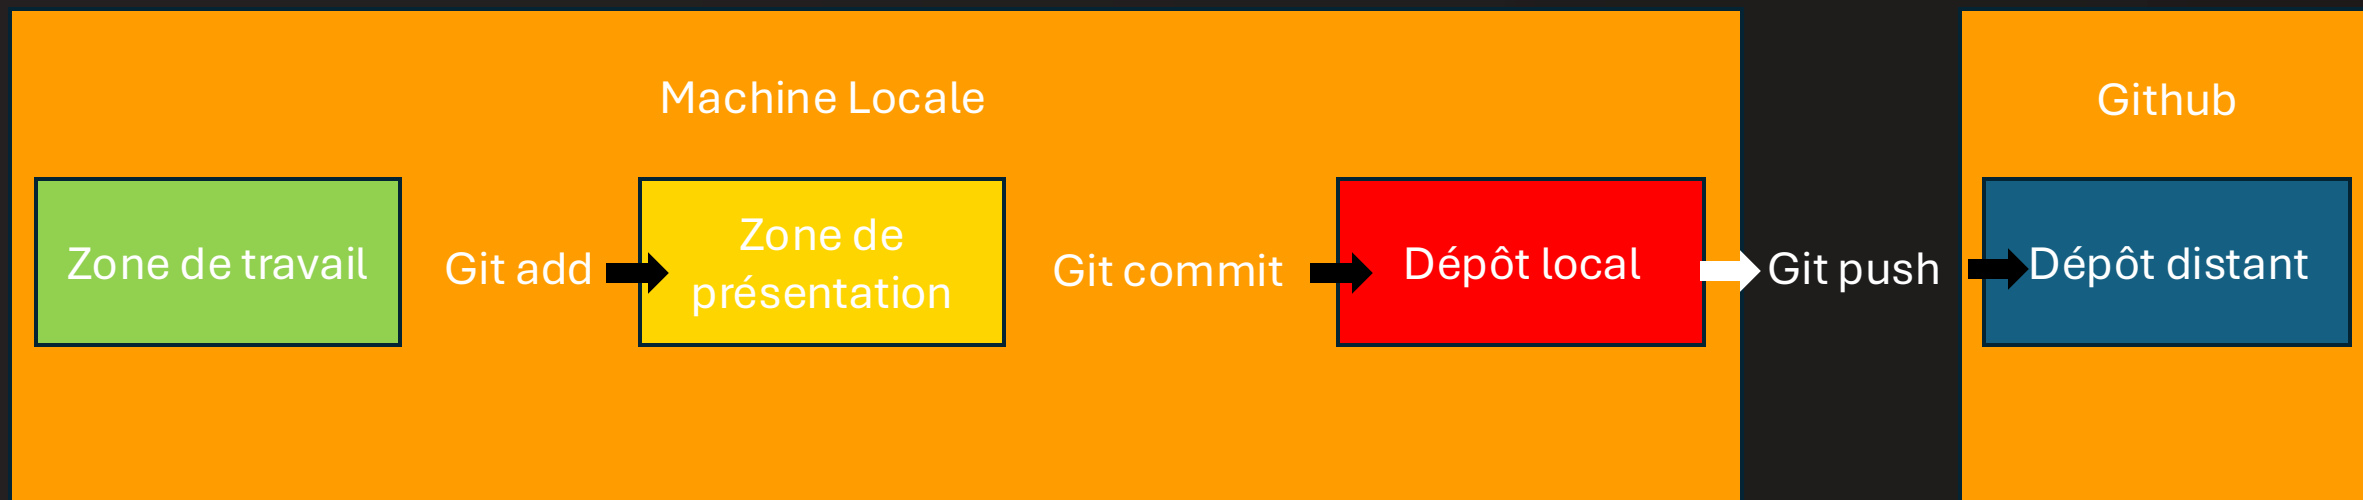 Machine Locale
Github
Zone de travail
Git add
Zone de
présentation
Git commit
Dépôt local
Git push
Dépôt distant